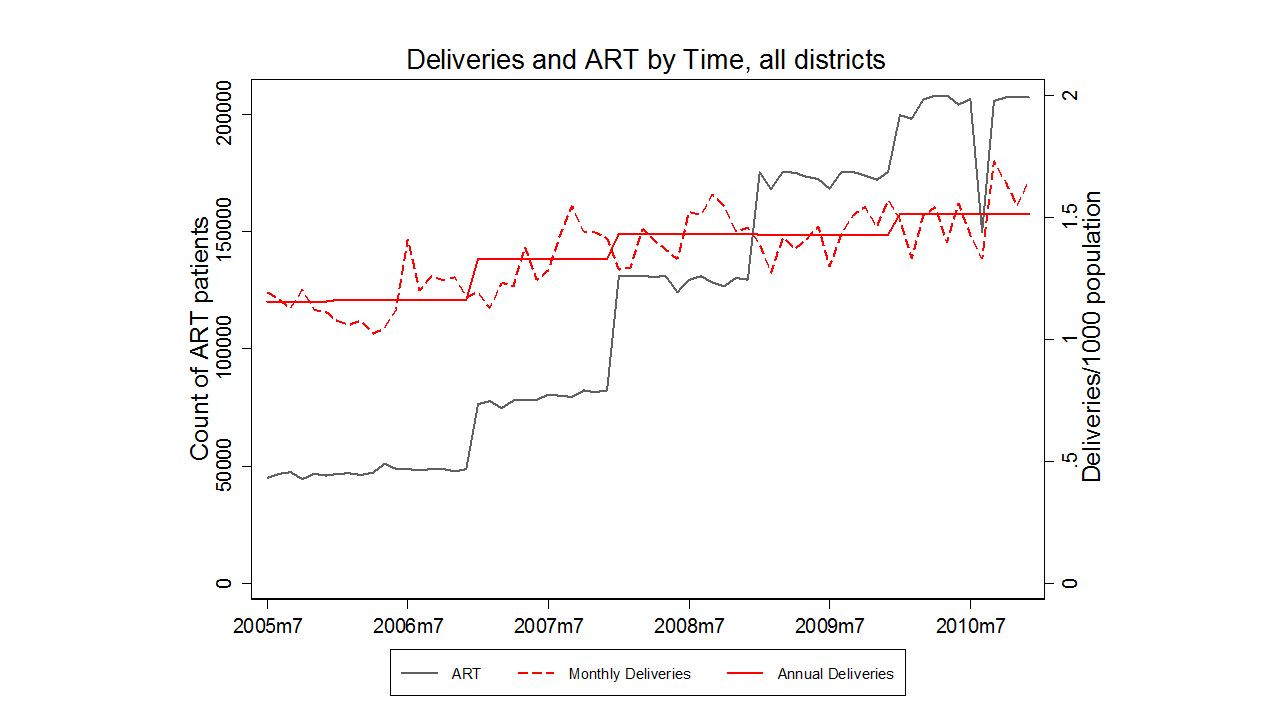 Deliveries and ART by Time, all districts
Count of ART patients
200000
150000
100000
50000
0
2
1.5
1
.5
0
Deliveries/1000 population
2005m7 2006m7 2007m7 2008m7 2009m7 2010m7
ART Monthly Deliveries Annual Deliveries